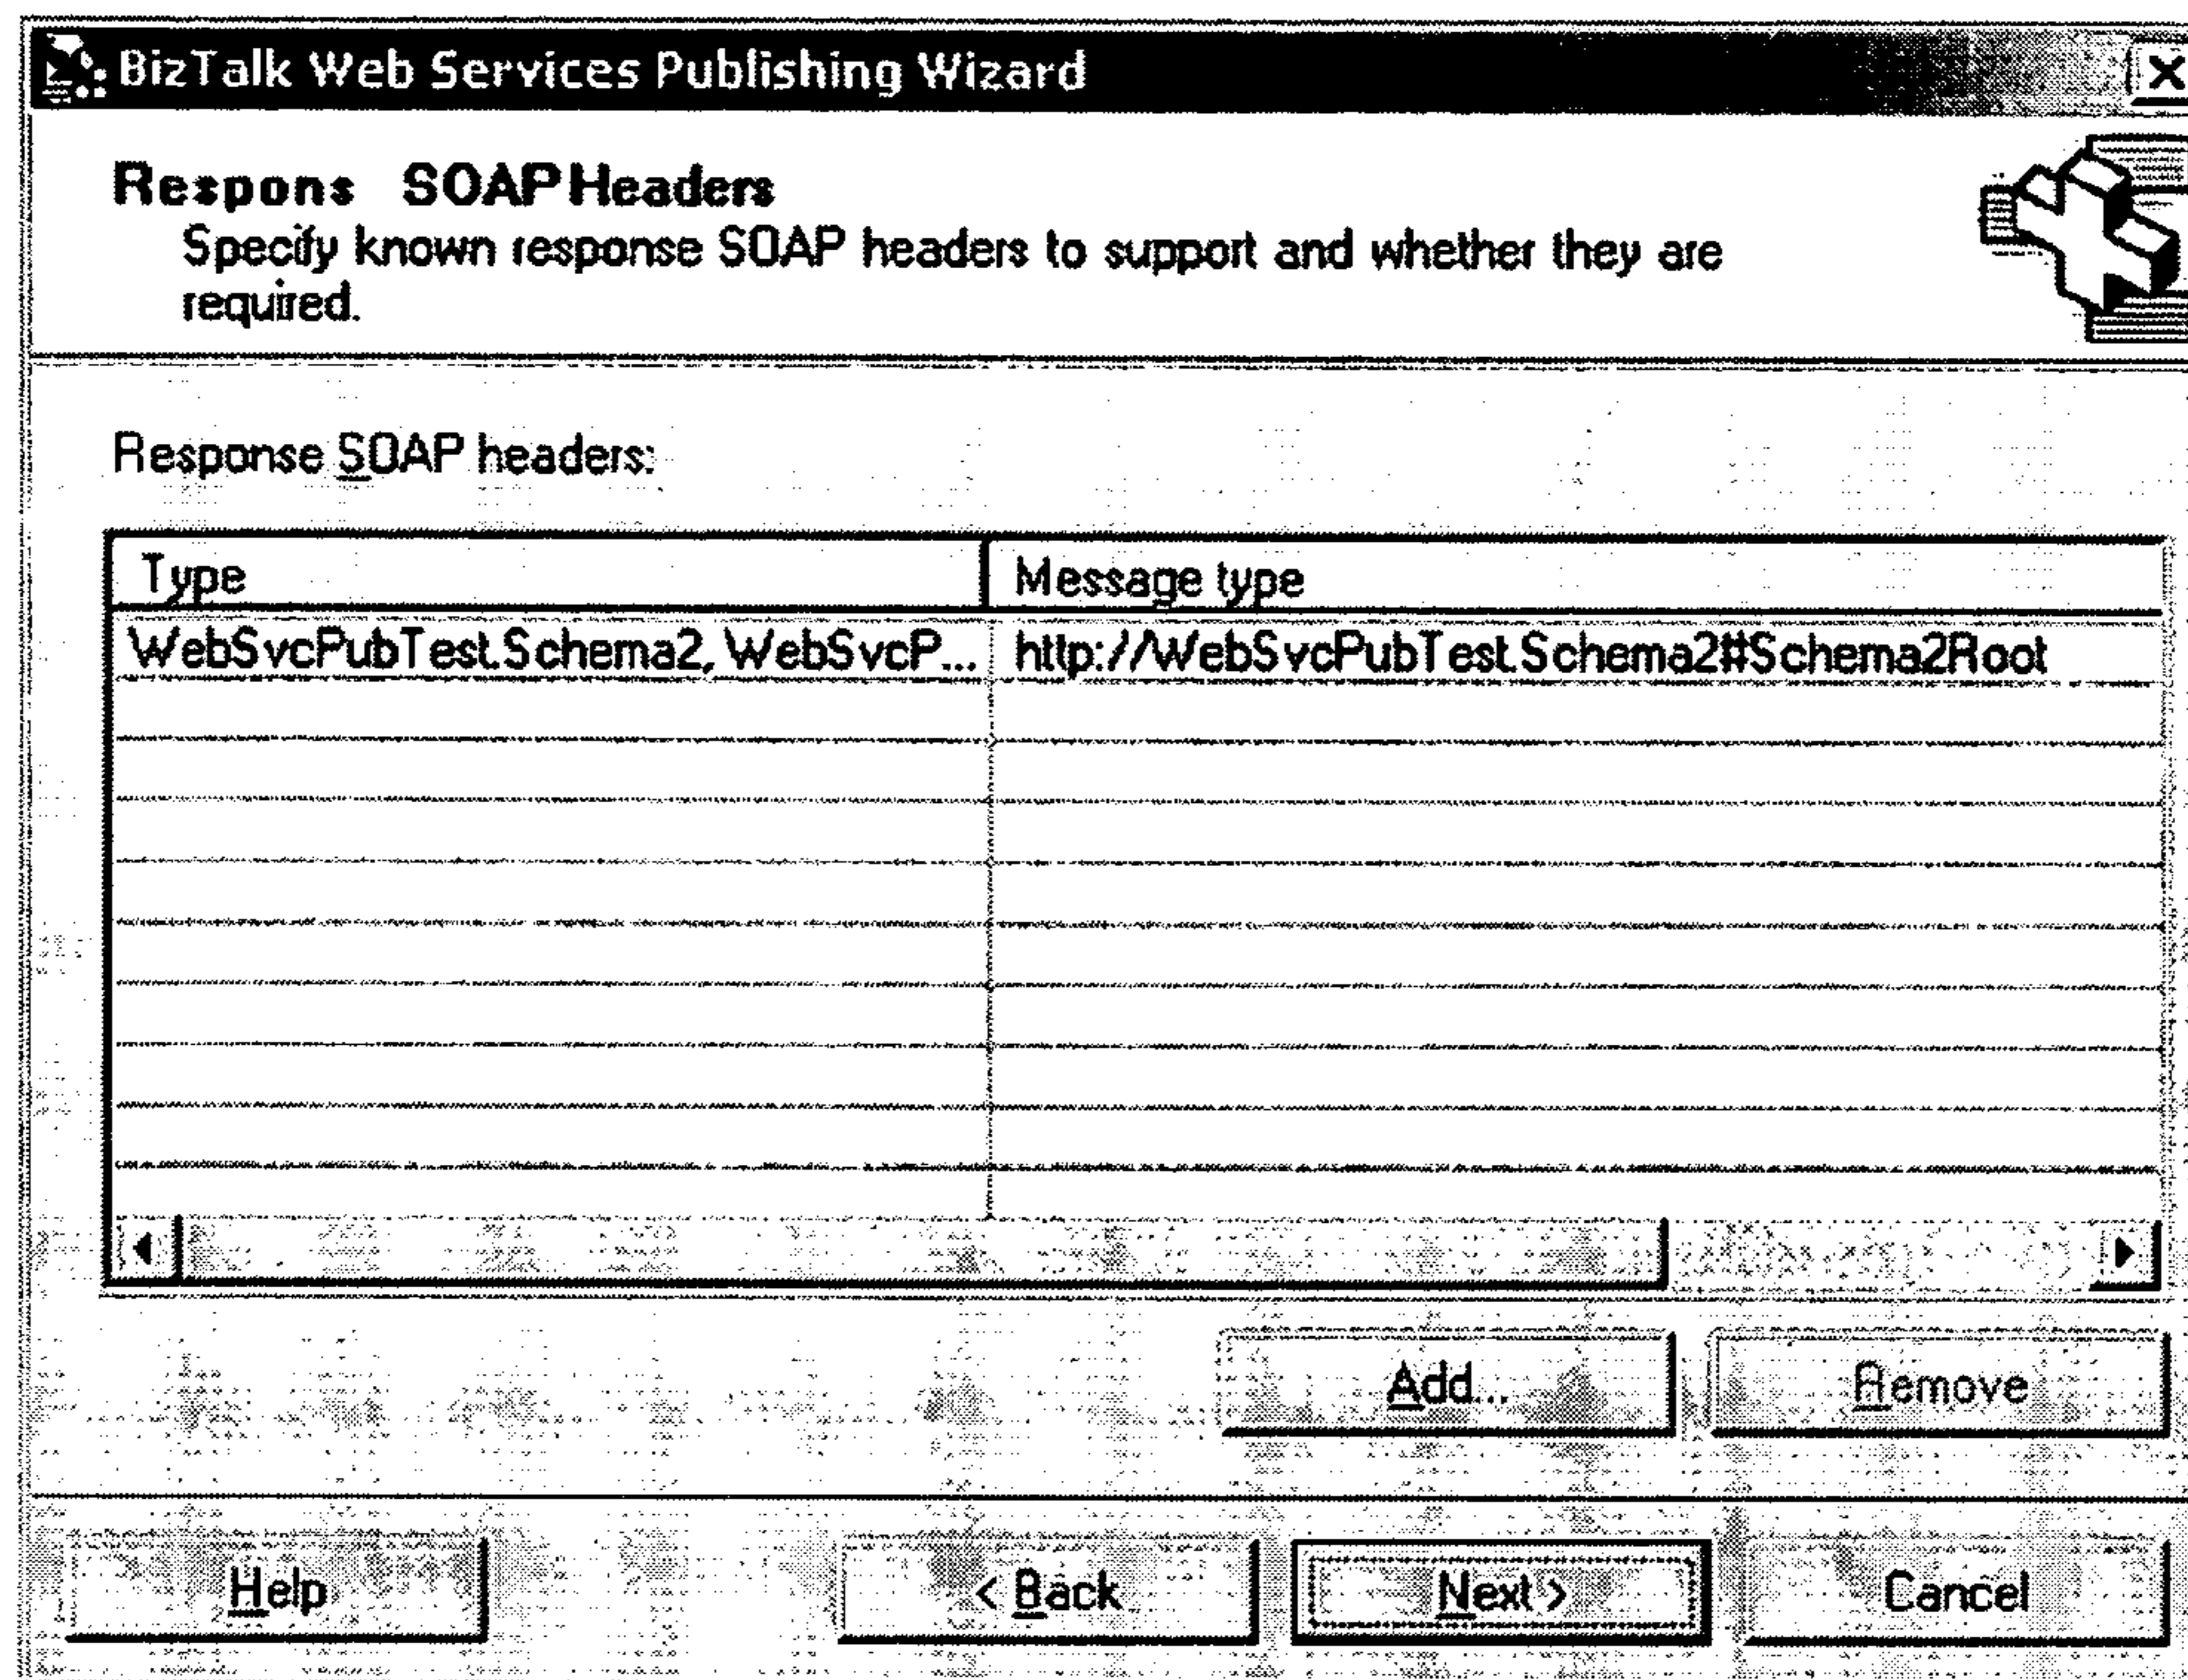 BizTalk Web Services Publishing Wizard
Respons SOAP Headers
Specify known response SOAP headers to support and whether they are
required.
Response SOAP headers:
Type Message type
WebSvcPubTest.Schema2, WebSvcP... http://WebSvcPubTest.Schema2#Schema2Root
Add... Remove
Help < Back Next > Cancel